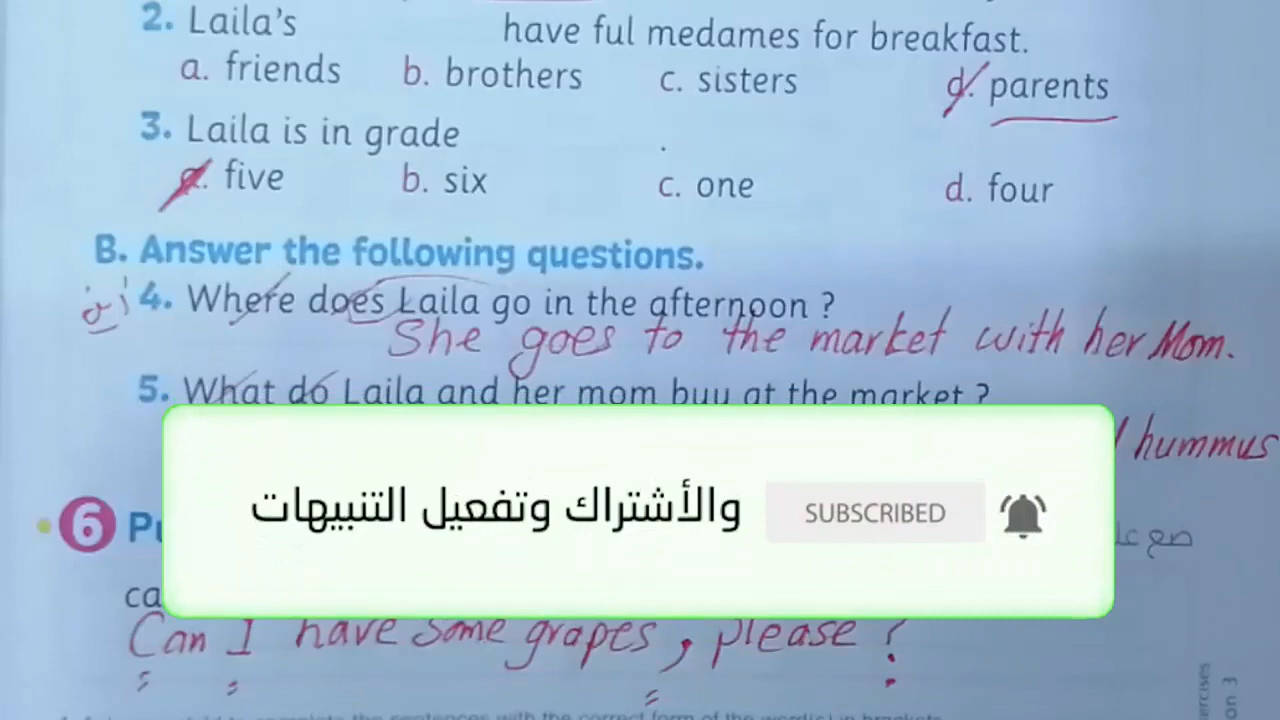 2. Laila's have ful medames for breakfast.
a. friends b. brothers c. sisters d. parents
3. Laila is in grade .
a. five b. six c. one d. four
B. Answer the following questions.
4. Where does Laila go in the afternoon ?
أين
She goes to the market with her Mom.
5. What do Laila and her mom buy at the market ?
hummus
والأشتراك وتفعيل التنبيهات SUBSCRIBED
6
ca
Can I have some grapes, please ?